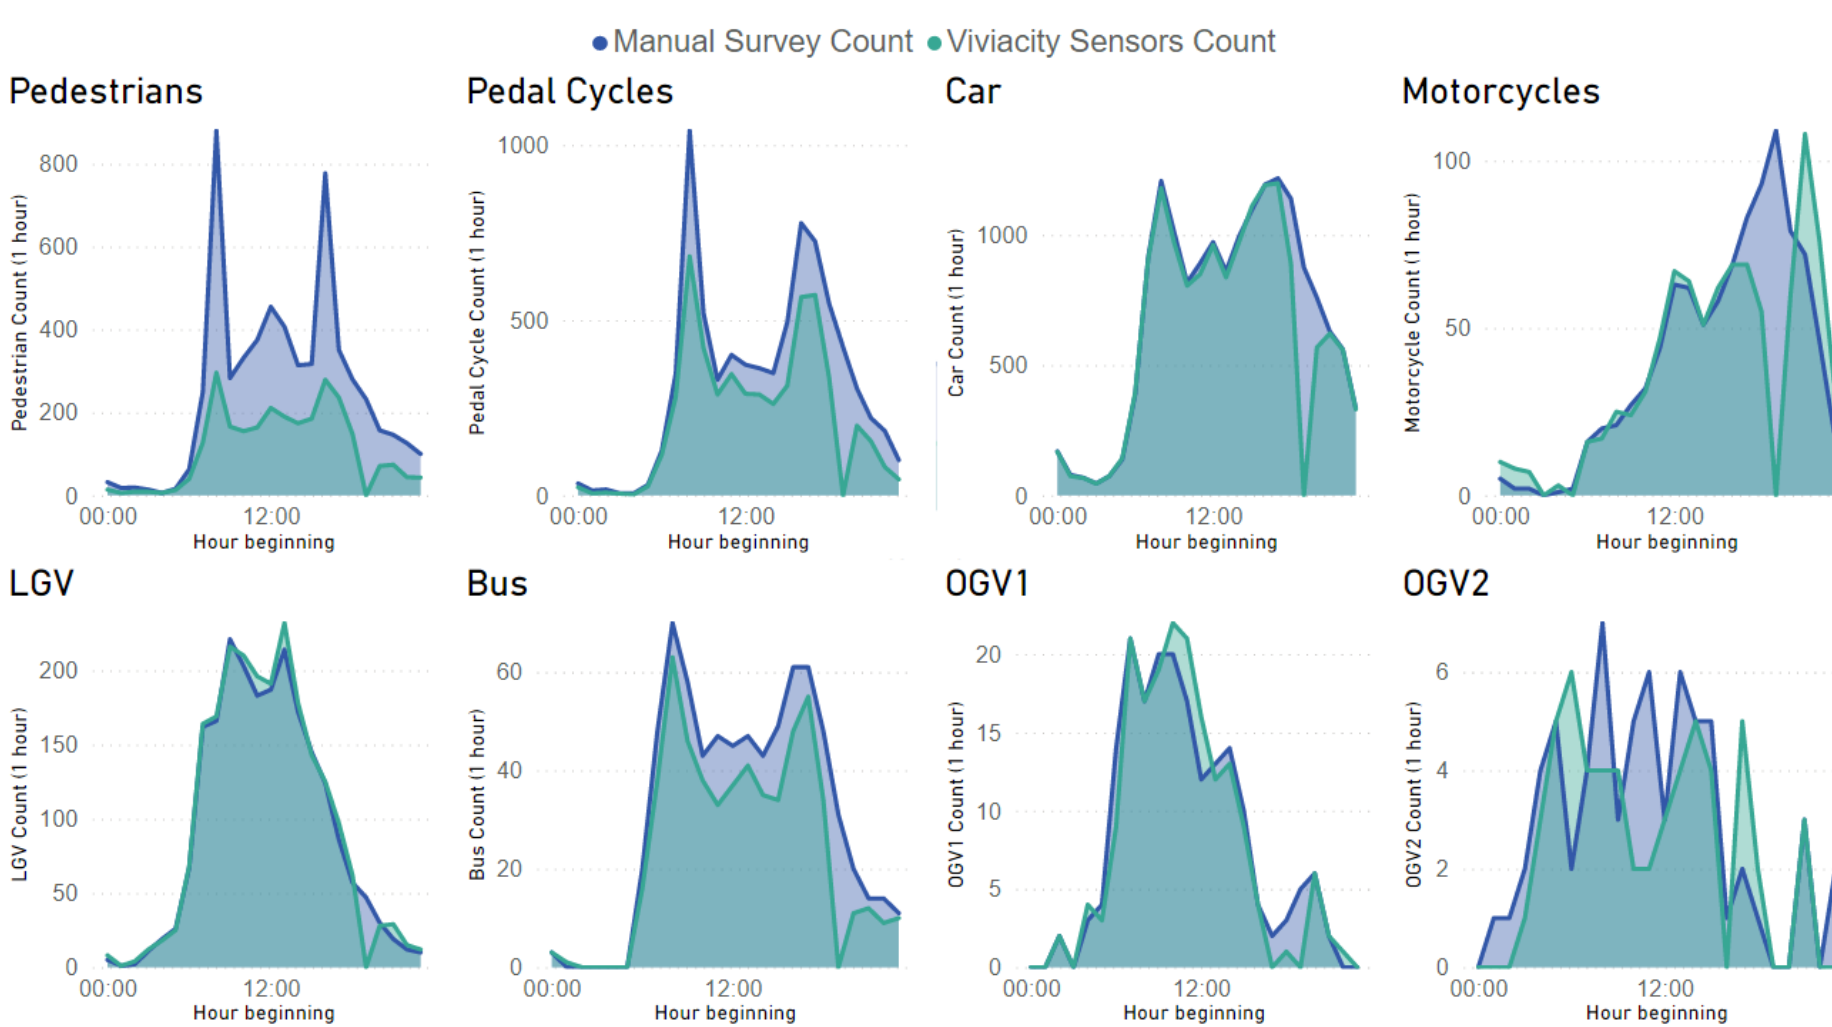 Manual Survey Count Viviacity Sensors Count
Pedestrians
Pedestrian Count (1 hour)
800
600
400
200
0
00:00 12:00
Hour beginning
Pedal Cycles
Pedal Cycle Count (1 hour)
1000
500
0
00:00 12:00
Hour beginning
Car
Car Count (1 hour)
1000
500
0
00:00 12:00
Hour beginning
Motorcycles
Motorcycle Count (1 hour)
100
50
0
00:00 12:00
Hour beginning
LGV
LGV Count (1 hour)
200
150
100
50
0
00:00 12:00
Hour beginning
Bus
Bus Count (1 hour)
60
40
20
0
00:00 12:00
Hour beginning
OGV1
OGV1 Count (1 hour)
20
15
10
5
0
00:00 12:00
Hour beginning
OGV2
OGV2 Count (1 hour)
6
4
2
0
00:00 12:00
Hour beginning